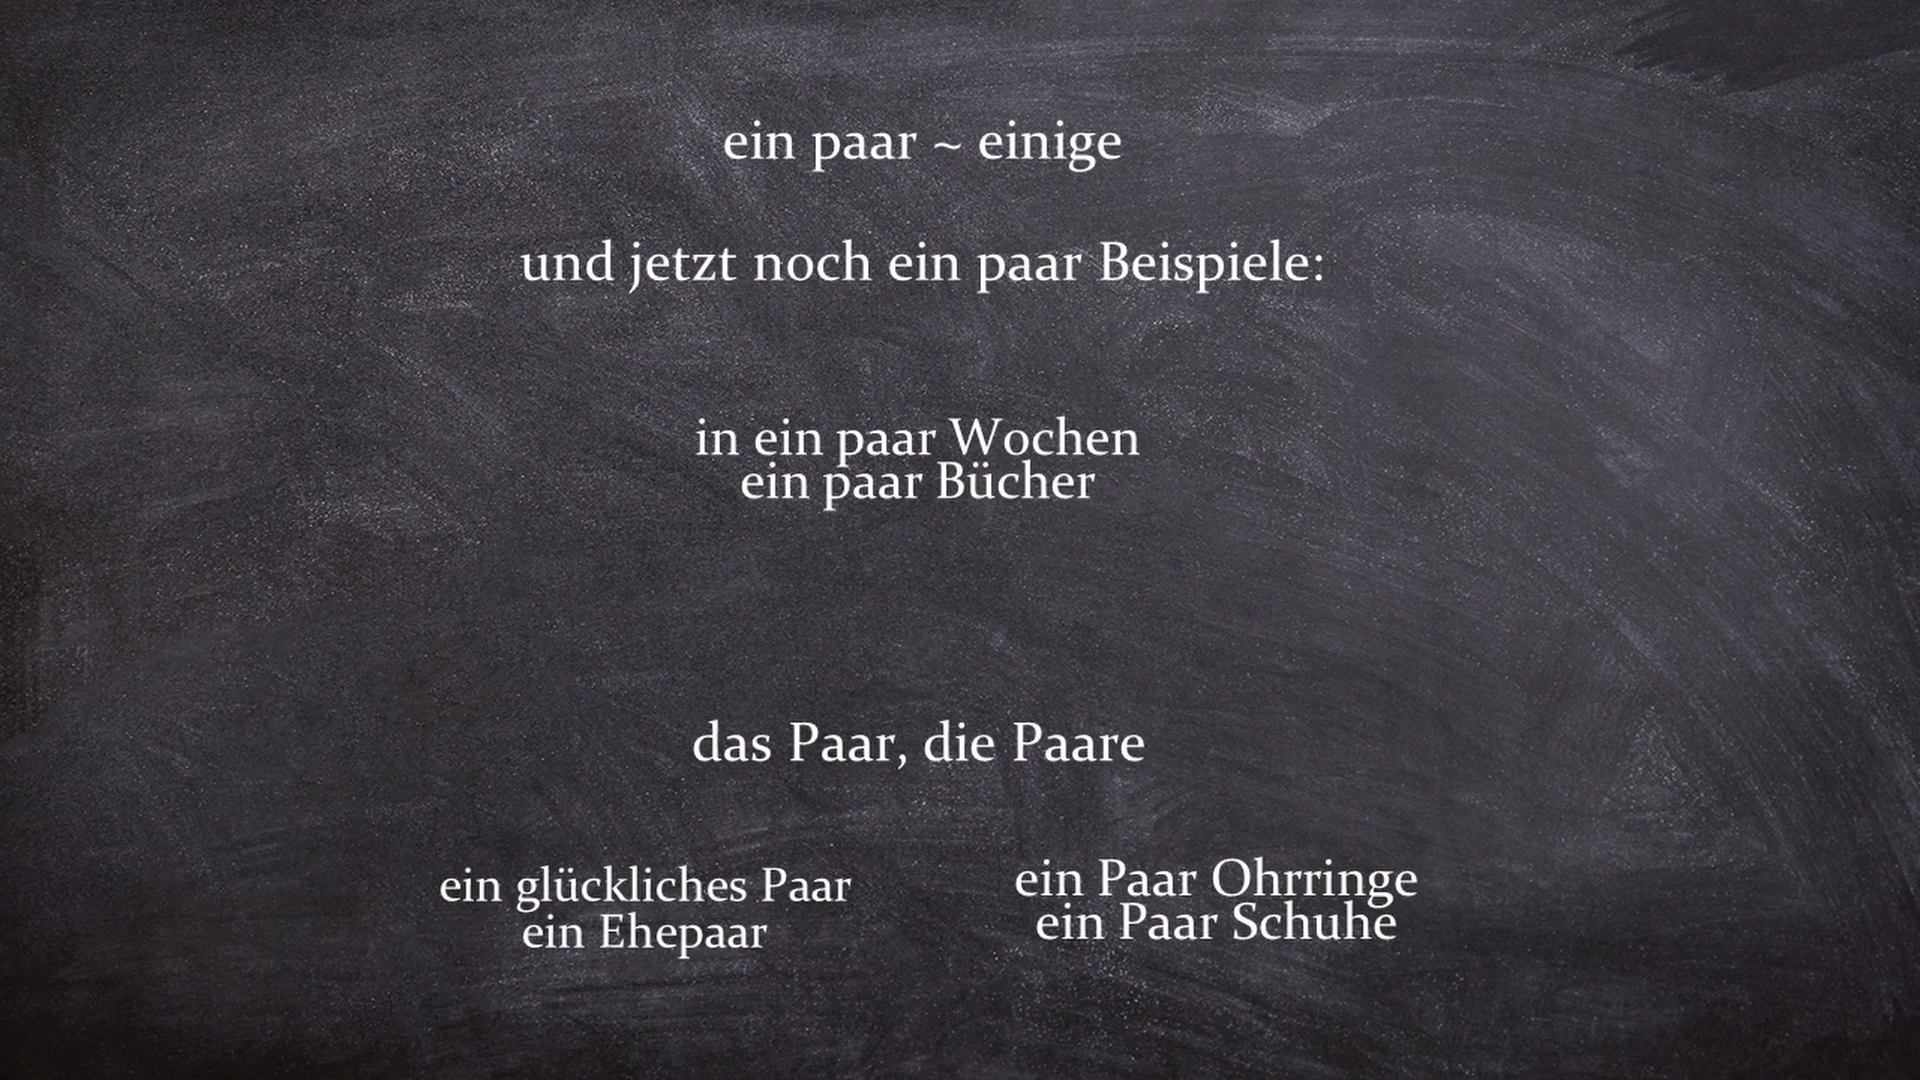 ein paar ~ einige
und jetzt noch ein paar Beispiele:
in ein paar Wochen
ein paar Bücher
das Paar, die Paare
ein glückliches Paar
ein Ehepaar
ein Paar Ohrringe
ein Paar Schuhe